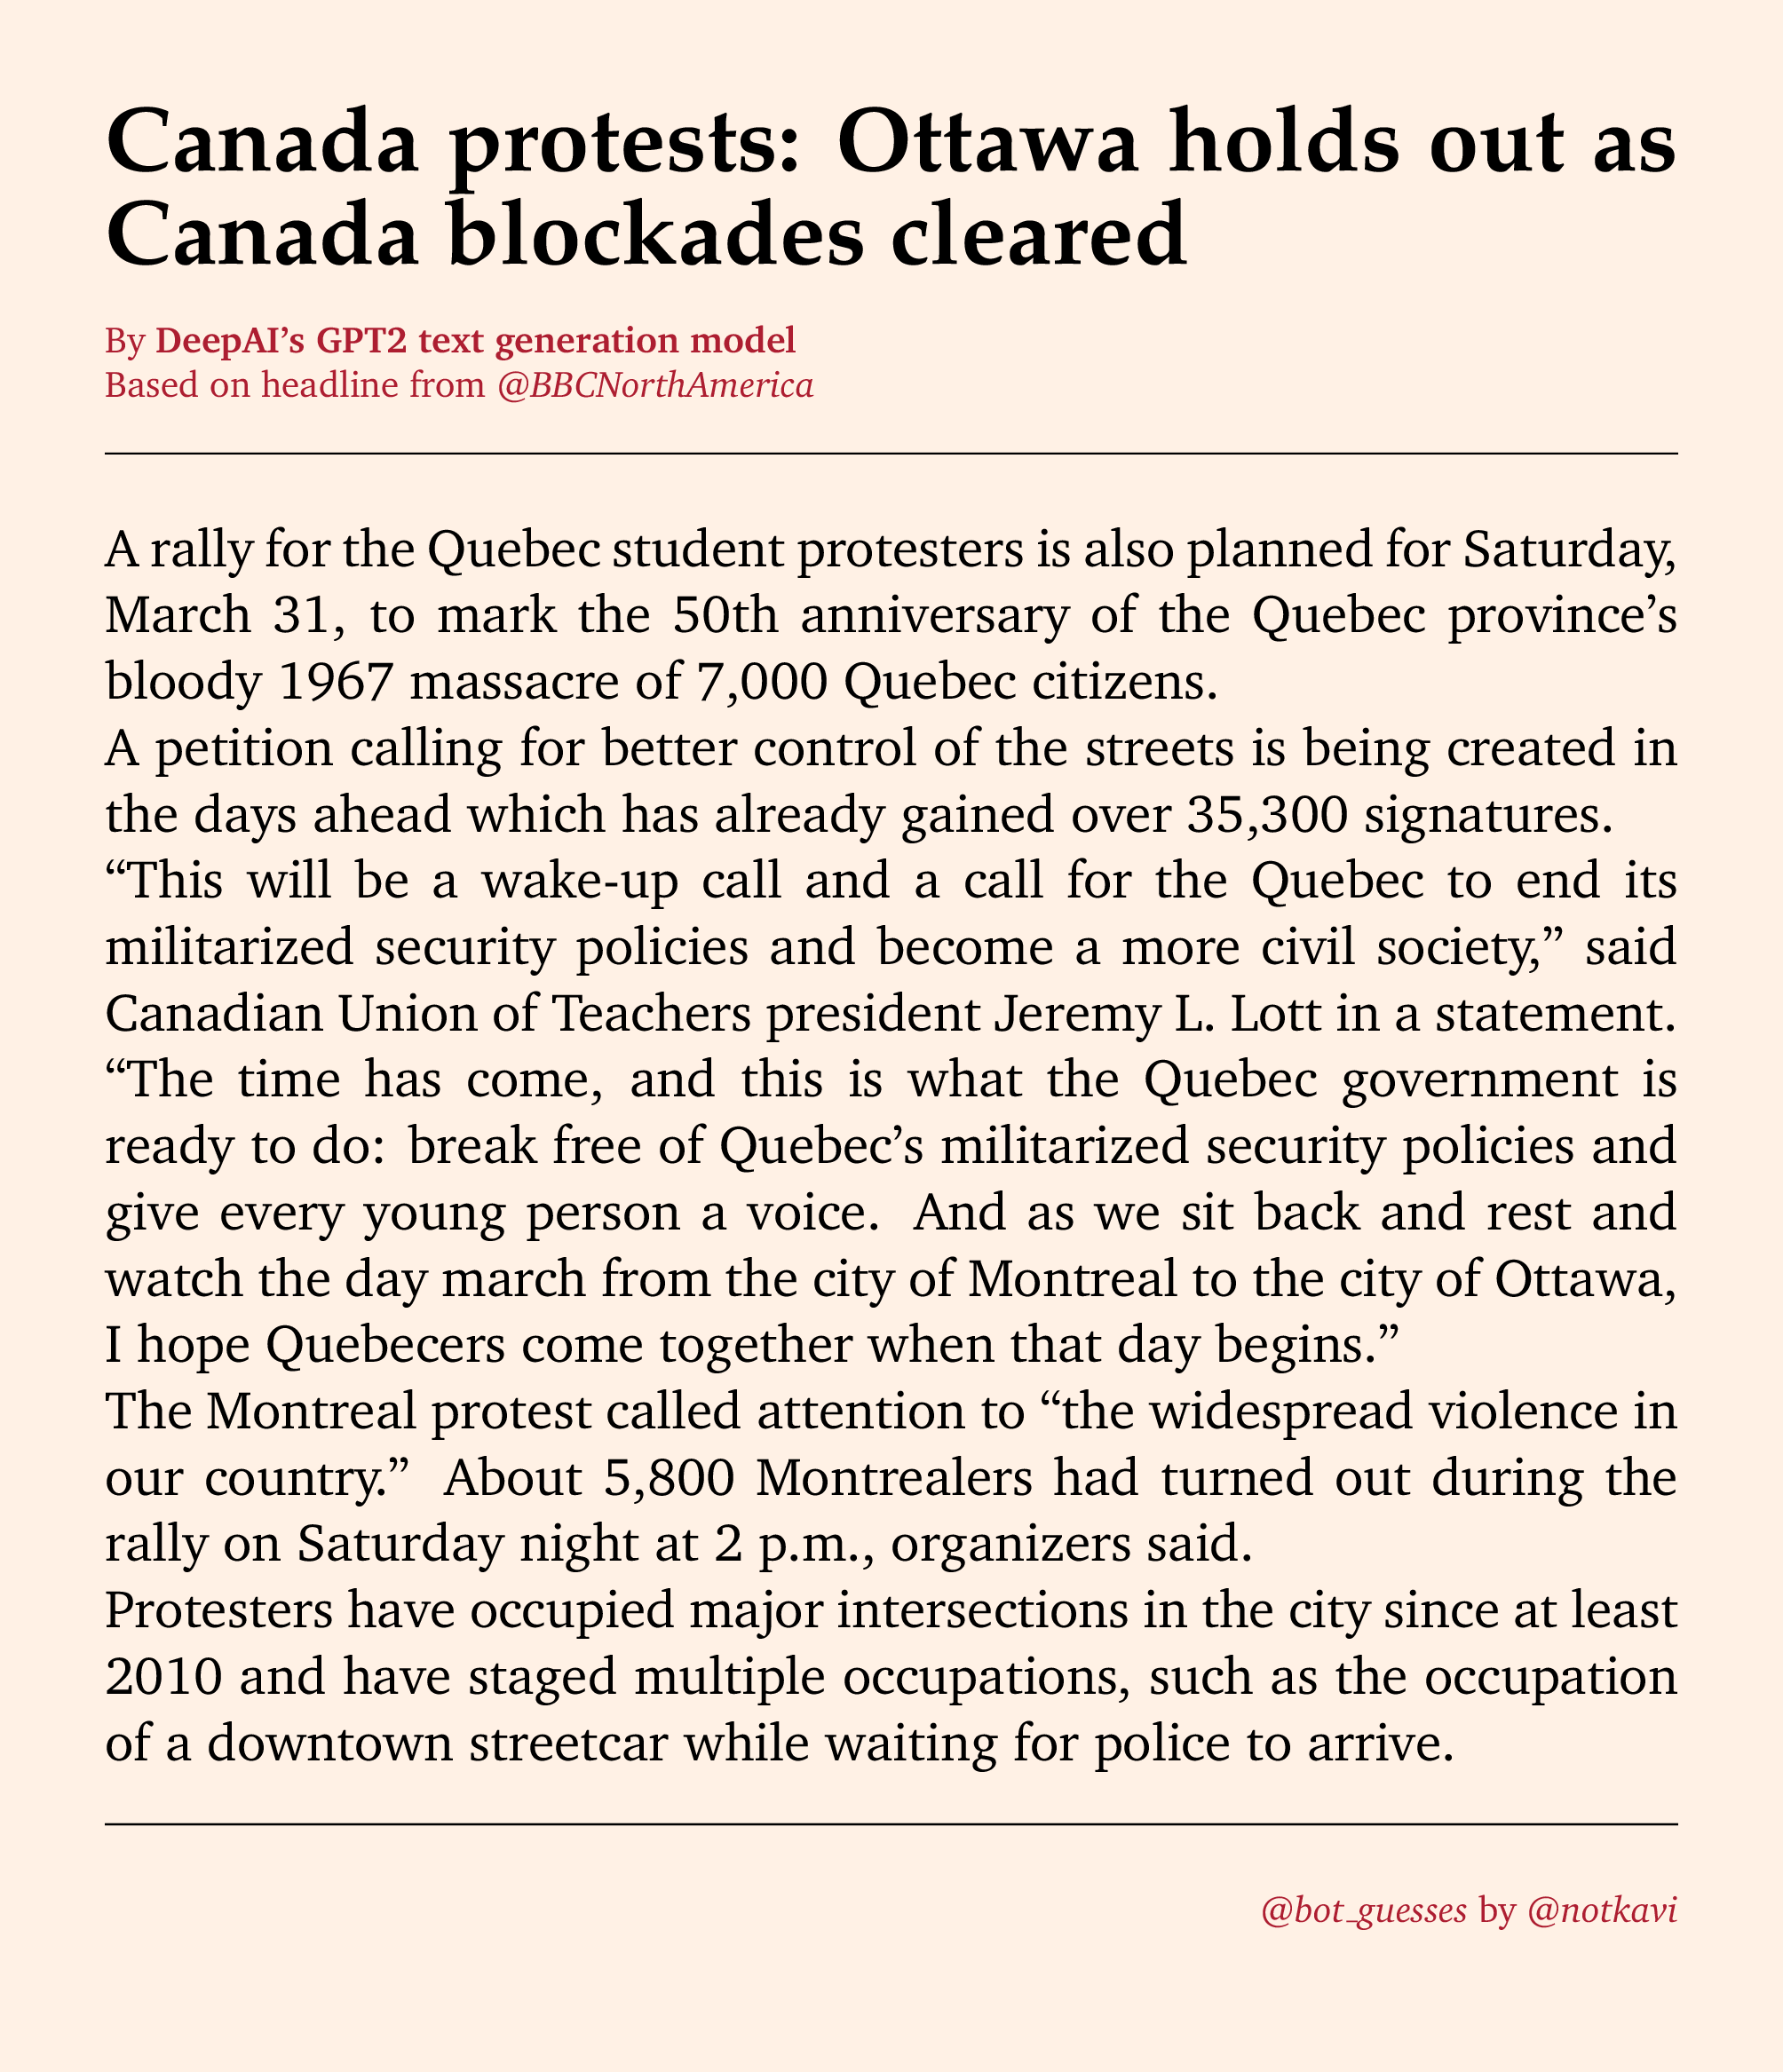 Canada protests: Ottawa holds out as
Canada blockades cleared
By DeepAI’s GPT2 text generation model
Based on headline from @BBCNorthAmerica
A rally for the Quebec student protesters is also planned for Saturday,
March 31, to mark the 50th anniversary of the Quebec province’s
bloody 1967 massacre of 7,000 Quebec citizens.
A petition calling for better control of the streets is being created in
the days ahead which has already gained over 35,300 signatures.
“This will be a wake-up call and a call for the Quebec to end its
militarized security policies and become a more civil society,” said
Canadian Union of Teachers president Jeremy L. Lott in a statement.
“The time has come, and this is what the Quebec government is
ready to do: break free of Quebec’s militarized security policies and
give every young person a voice. And as we sit back and rest and
watch the day march from the city of Montreal to the city of Ottawa,
I hope Quebecers come together when that day begins.”
The Montreal protest called attention to “the widespread violence in
our country.” About 5,800 Montrealers had turned out during the
rally on Saturday night at 2 p.m., organizers said.
Protesters have occupied major intersections in the city since at least
2010 and have staged multiple occupations, such as the occupation
of a downtown streetcar while waiting for police to arrive.
@bot_guesses by @notkavi